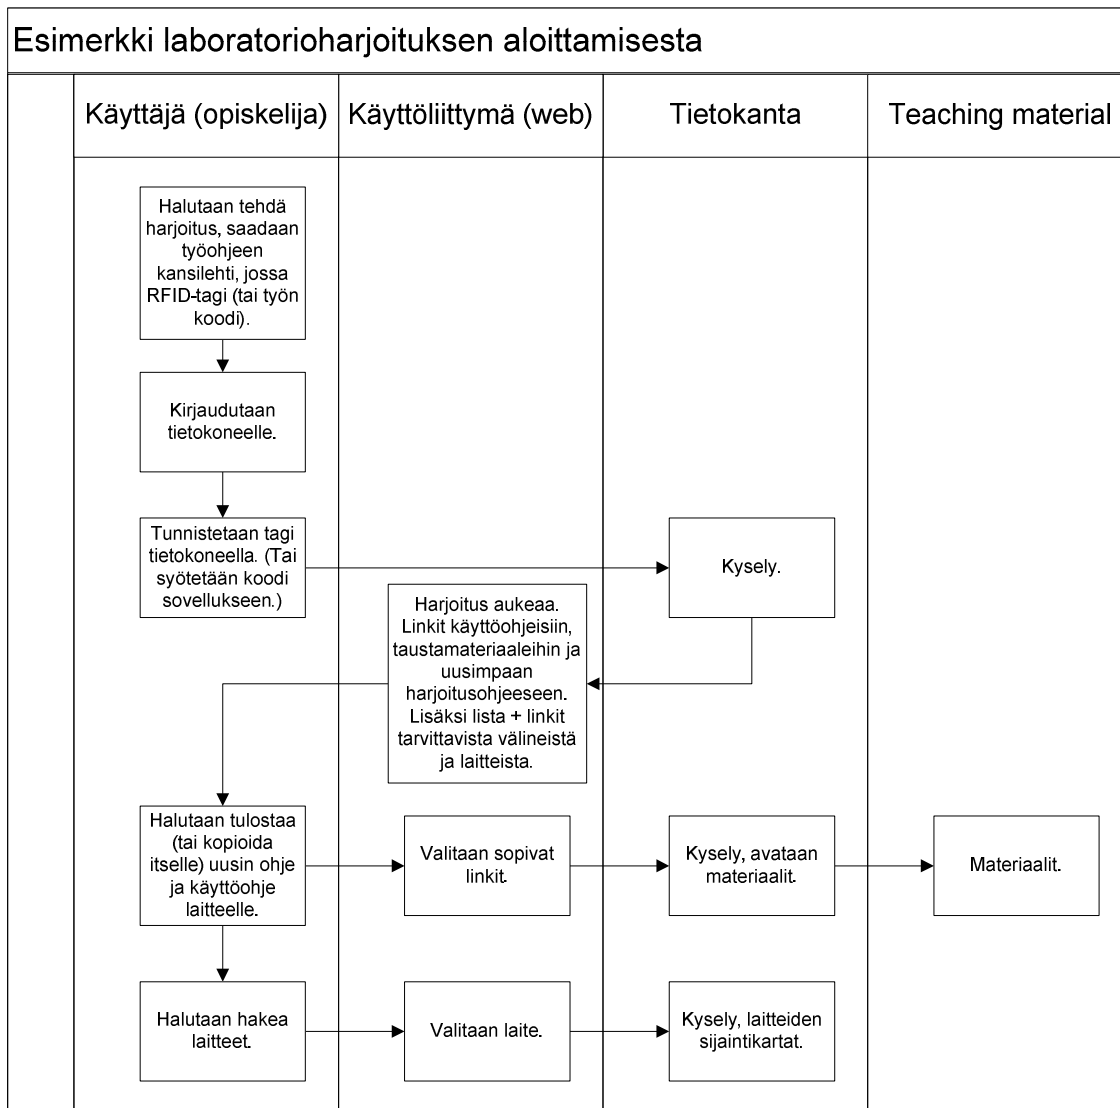 Esimerkki laboratorioharjoituksen aloittamisesta
Käyttäjä (opiskelija)
Käyttöliittymä (web)
Tietokanta
Teaching material
Halutaan tehdä
harjoitus, saadaan
työohjeen
kansilehti, jossa
RFID-tagi (tai työn
koodi).
Kirjaudutaan
tietokoneelle.
Tunnistetaan tagi
tietokoneella. (Tai
syötetään koodi
sovellukseen.)
Kysely.
Harjoitus aukeaa.
Linkit käyttöohjeisiin,
taustamateriaaleihin ja
uusimpaan
harjoitusohjeeseen.
Lisäksi lista + linkit
tarvittavista välineistä
ja laitteista.
Halutaan tulostaa
(tai kopioida
itselle) uusin ohje
ja käyttöohje
laitteelle.
Valitaan sopivat
linkit.
Kysely, avataan
materiaalit.
Materiaalit.
Halutaan hakea
laitteet.
Valitaan laite.
Kysely, laitteiden
sijaintikartat.